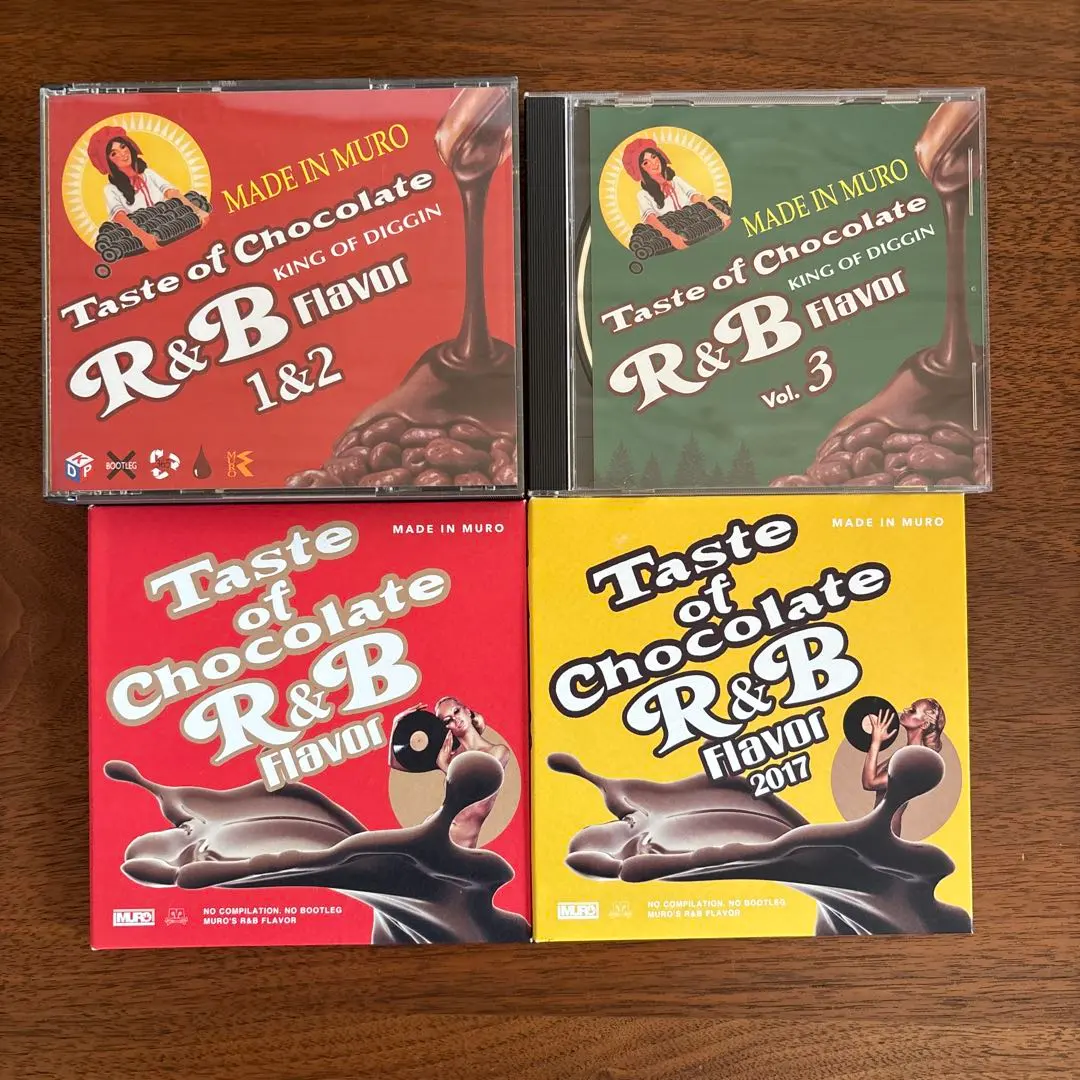 MADE IN MURO
Taste of Chocolate
KING OF DIGGIN
R&B Flavor
1&2
KDP
BOOTLEG
MURO
MADE IN MURO
Taste of Chocolate
KING OF DIGGIN
R&B Flavor
Vol. 3
MADE IN MURO
Taste
of
Chocolate
R&B
Flavor
MURO
NO COMPILATION, NO BOOTLEG
MURO'S R&B FLAVOR
MADE IN MURO
Taste
of
Chocolate
R&B
Flavor
2017
MURO
NO COMPILATION, NO BOOTLEG
MURO'S R&B FLAVOR